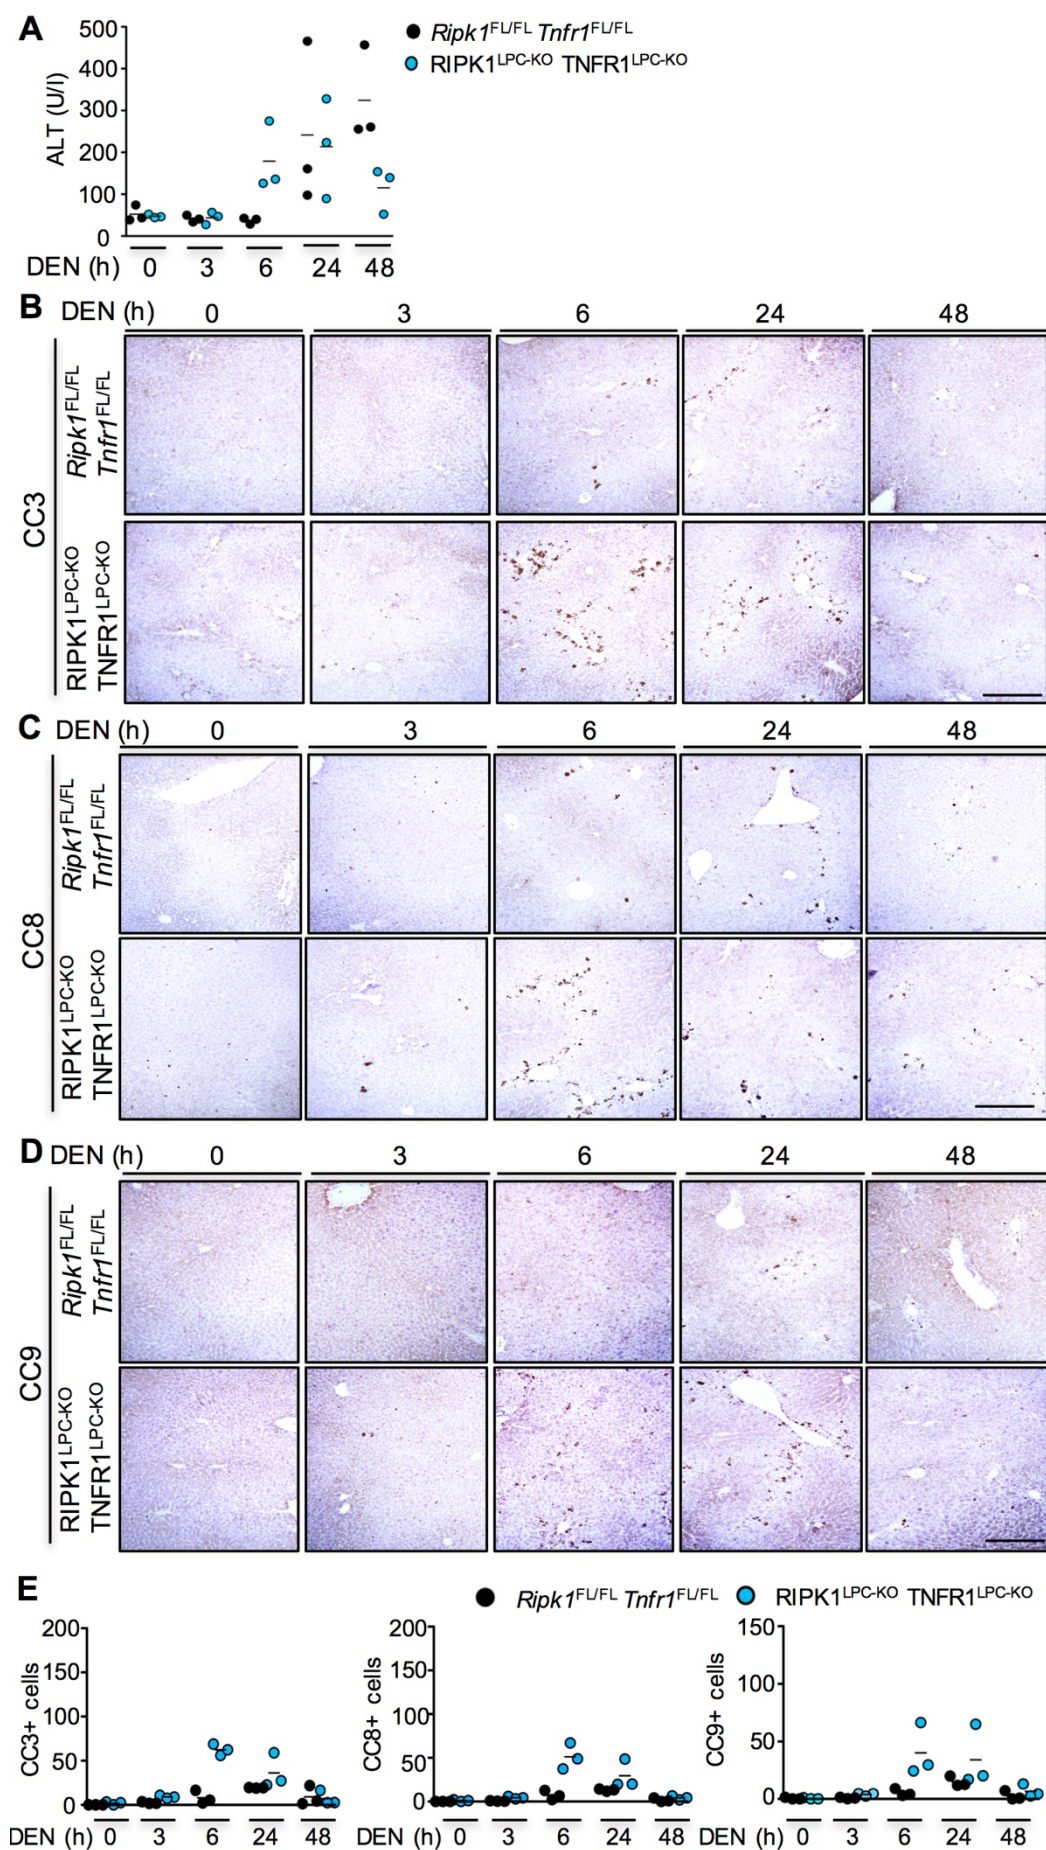 A
500
400
300
200
100
0
ALT (U/l)
Ripk1FL/FL Tnfr1FL/FL
RIPK1LPC-KO TNFR1LPC-KO
DEN (h) 0 3 6 24 48
B DEN (h) 0 3 6 24 48
CC3
Ripk1FL/FL
Tnfr1FL/FL
RIPK1LPC-KO
TNFR1LPC-KO
C DEN (h) 0 3 6 24 48
CC8
Ripk1FL/FL
Tnfr1FL/FL
RIPK1LPC-KO
TNFR1LPC-KO
D DEN (h) 0 3 6 24 48
CC9
Ripk1FL/FL
Tnfr1FL/FL
RIPK1LPC-KO
TNFR1LPC-KO
E
Ripk1FL/FL Tnfr1FL/FL
RIPK1LPC-KO TNFR1LPC-KO
CC3+ cells
200
150
100
50
0
DEN (h) 0 3 6 24 48
CC8+ cells
200
150
100
50
0
DEN (h) 0 3 6 24 48
CC9+ cells
150
100
50
0
DEN (h) 0 3 6 24 48